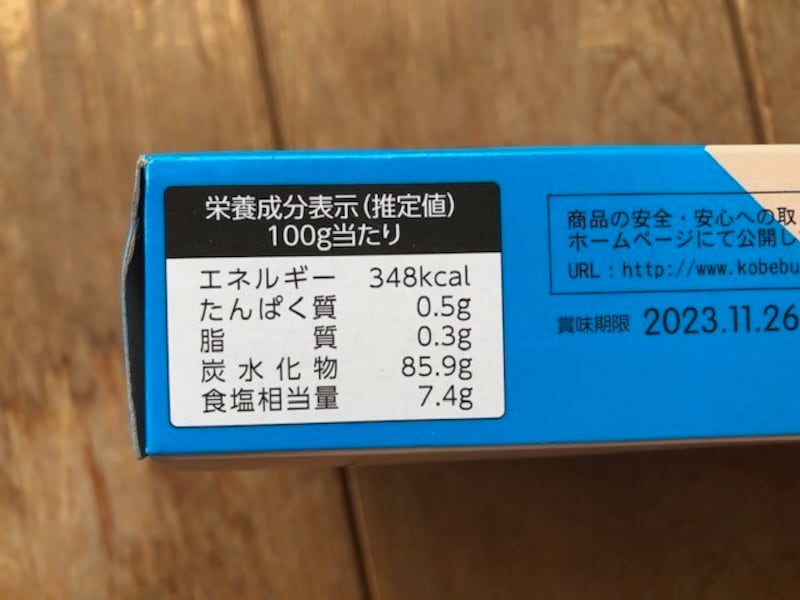 栄養成分表示(推定値)
100g当たり
エネルギー 348kcal
たんぱく質 0.5g
脂質 0.3g
炭水化物 85.9g
食塩相当量 7.4g
商品の安全・安心への取
ホームページにて公開し
URL:http://www.kobebu
賞味期限 2023.11.26